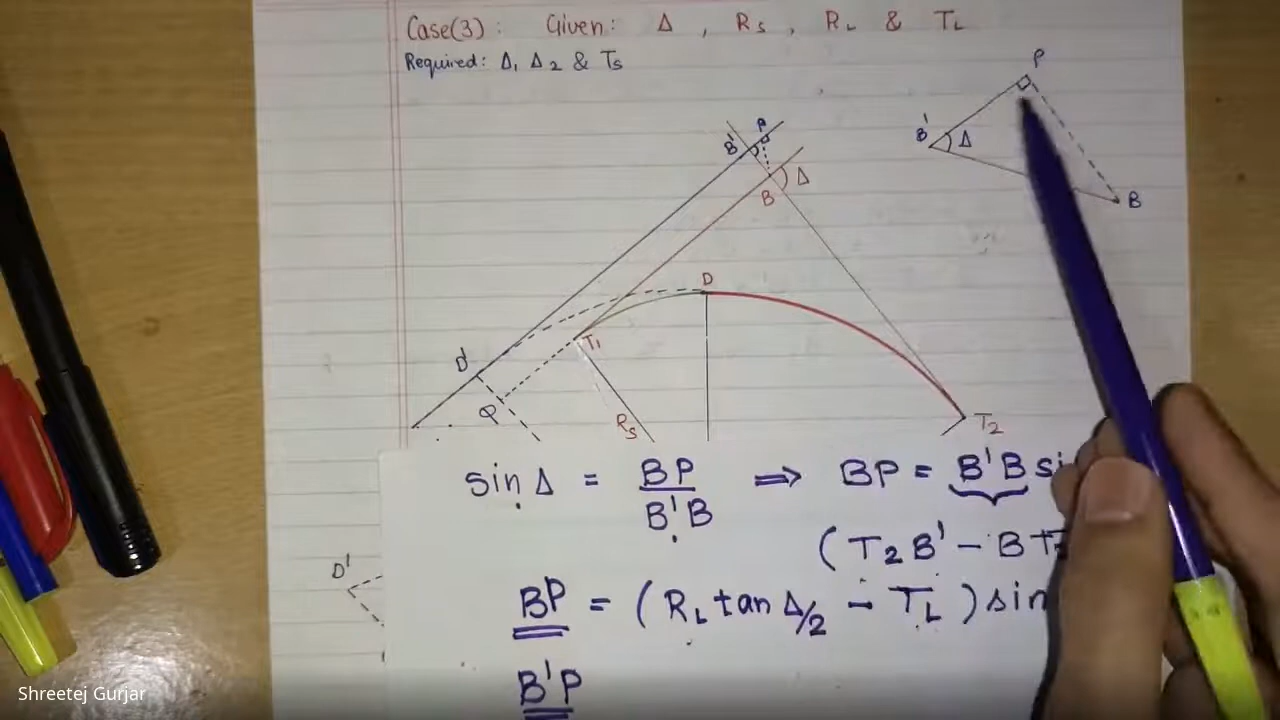 Case(3): Given: Δ, Rs, RL & TL
Required: Δ1 Δ2 & Ts
P
B' Δ
B
B' P
B Δ
D
D' T1
Q
Rs
T2
sin Δ = BP/B'B ⇒ BP = B'B
(T2B' - BT
D'
BP = (RL tan Δ/2 - TL) sin
B'P
Shreetej Gurjar